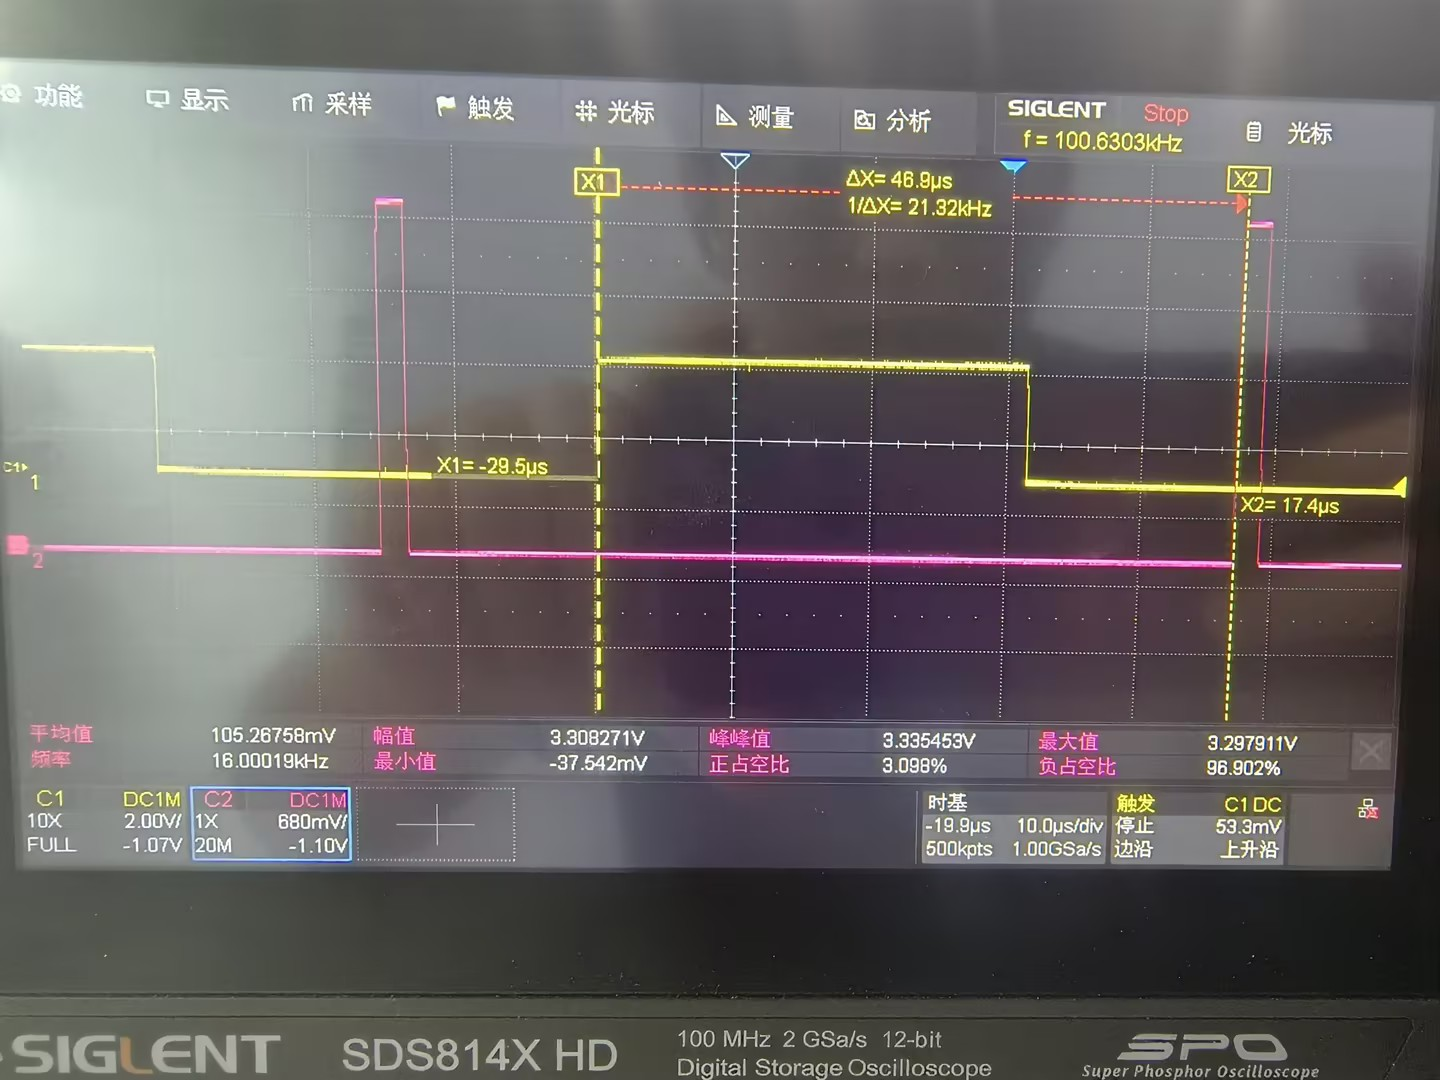 功能 显示 采样 触发 光标 测量 分析 SIGLENT Stop 光标
f = 100.6303kHz
X1 ΔX= 46.9μs X2
1/ΔX= 21.32kHz
C1
1
X1= -29.5μs
X2= 17.4μs
2
平均值 105.26758mV 幅值 3.308271V 峰峰值 3.335453V 最大值 3.297911V
频率 16.00019kHz 最小值 -37.542mV 正占空比 3.098% 负占空比 96.902%
C1 DC1M C2 DC1M 时基 触发 C1 DC
10X 2.00V/ 1X 680mV/ -19.9μs 10.0μs/div 停止 53.3mV
FULL -1.07V 20M -1.10V 500kpts 1.00GSa/s 边沿 上升沿
SIGLENT SDS814X HD 100 MHz 2 GSa/s 12-bit SPO
Digital Storage Oscilloscope Super Phosphor Oscilloscope